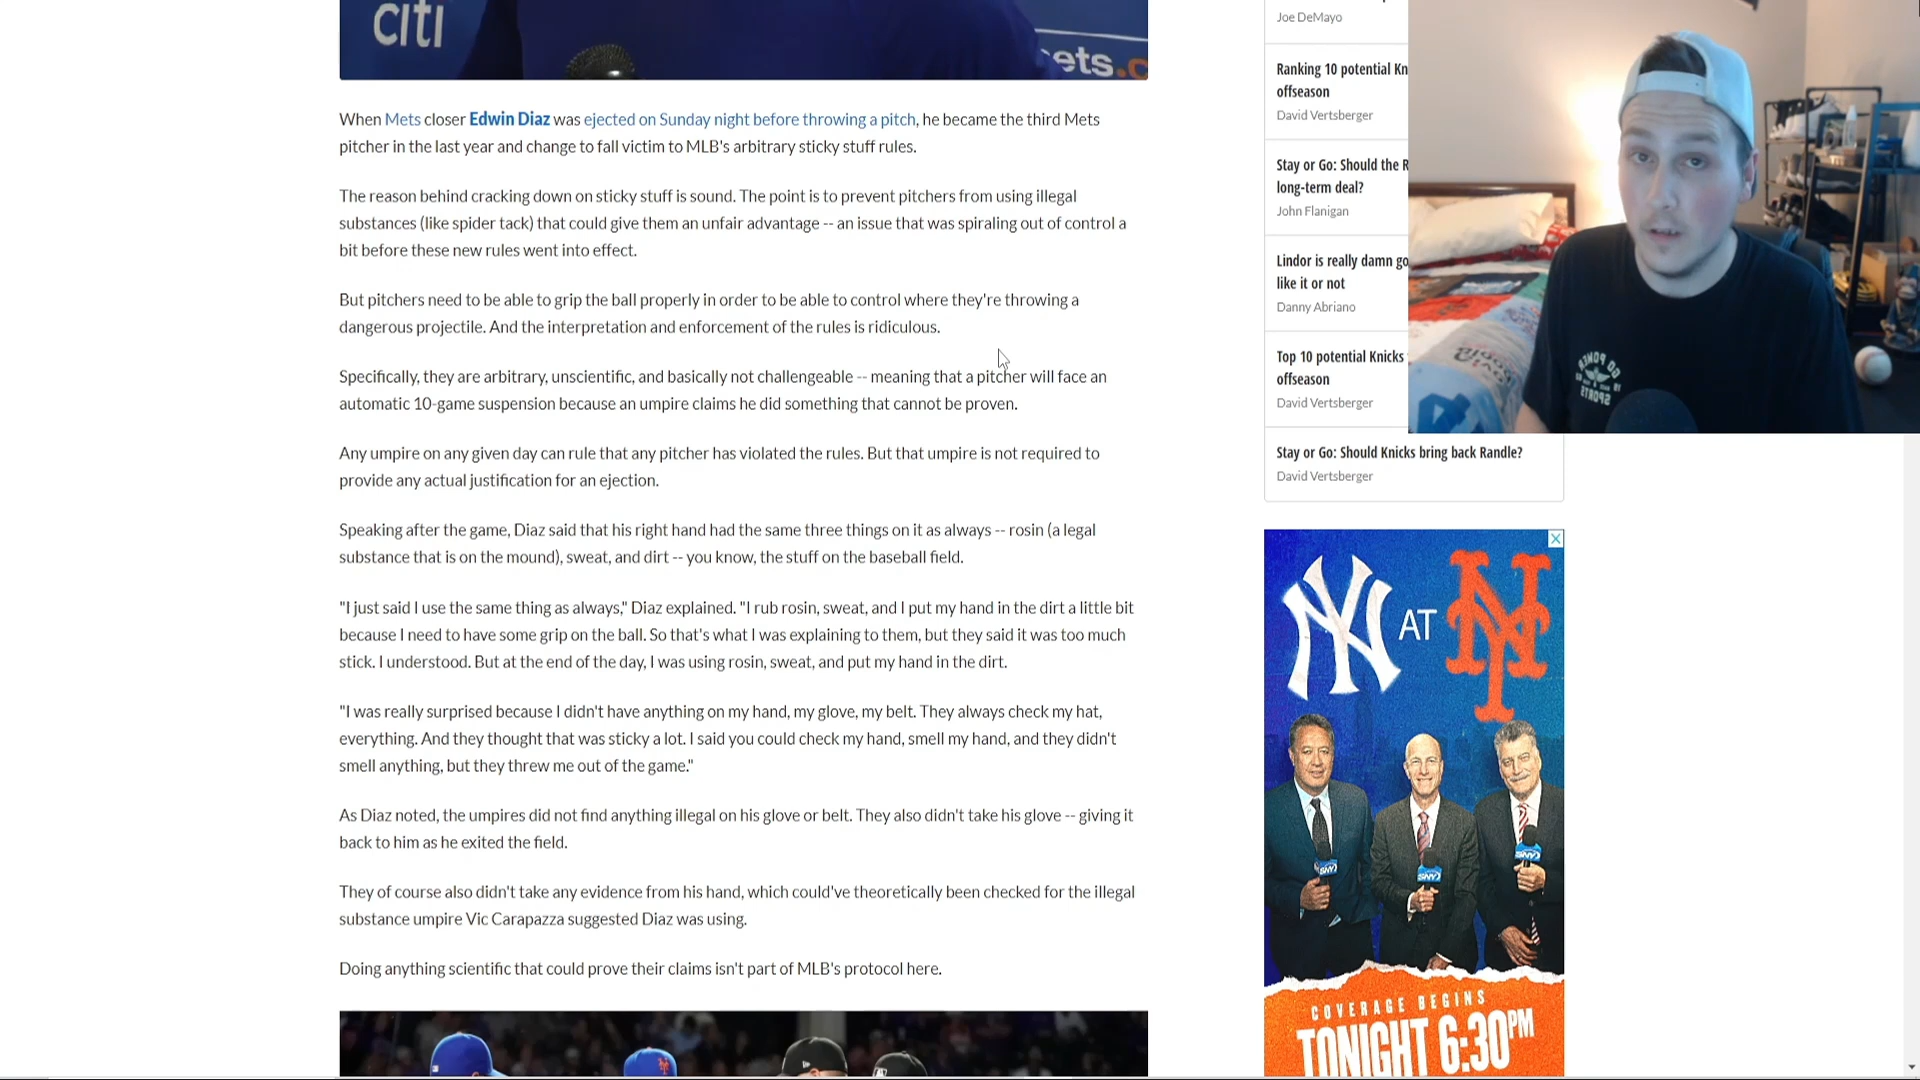 citi
ets.c
When Mets closer Edwin Diaz was ejected on Sunday night before throwing a pitch, he became the third Mets
pitcher in the last year and change to fall victim to MLB's arbitrary sticky stuff rules.
The reason behind cracking down on sticky stuff is sound. The point is to prevent pitchers from using illegal
substances (like spider tack) that could give them an unfair advantage -- an issue that was spiraling out of control a
bit before these new rules went into effect.
But pitchers need to be able to grip the ball properly in order to be able to control where they're throwing a
dangerous projectile. And the interpretation and enforcement of the rules is ridiculous.
Specifically, they are arbitrary, unscientific, and basically not challengeable -- meaning that a pitcher will face an
automatic 10-game suspension because an umpire claims he did something that cannot be proven.
Any umpire on any given day can rule that any pitcher has violated the rules. But that umpire is not required to
provide any actual justification for an ejection.
Speaking after the game, Diaz said that his right hand had the same three things on it as always -- rosin (a legal
substance that is on the mound), sweat, and dirt -- you know, the stuff on the baseball field.
"I just said I use the same thing as always," Diaz explained. "I rub rosin, sweat, and I put my hand in the dirt a little bit
because I need to have some grip on the ball. So that's what I was explaining to them, but they said it was too much
stick. I understood. But at the end of the day, I was using rosin, sweat, and put my hand in the dirt.
"I was really surprised because I didn't have anything on my hand, my glove, my belt. They always check my hat,
everything. And they thought that was sticky a lot. I said you could check my hand, smell my hand, and they didn't
smell anything, but they threw me out of the game."
As Diaz noted, the umpires did not find anything illegal on his glove or belt. They also didn't take his glove -- giving it
back to him as he exited the field.
They of course also didn't take any evidence from his hand, which could've theoretically been checked for the illegal
substance umpire Vic Carapazza suggested Diaz was using.
Doing anything scientific that could prove their claims isn't part of MLB's protocol here.
Joe DeMayo
Ranking 10 potential Kn
offseason
David Vertsberger
Stay or Go: Should the R
long-term deal?
John Flanigan
Lindor is really damn go
like it or not
Danny Abriano
Top 10 potential Knicks
offseason
David Vertsberger
Stay or Go: Should Knicks bring back Randle?
David Vertsberger
NY AT NY
SNY SNY SNY
COVERAGE BEGINS
TONIGHT 6:30PM